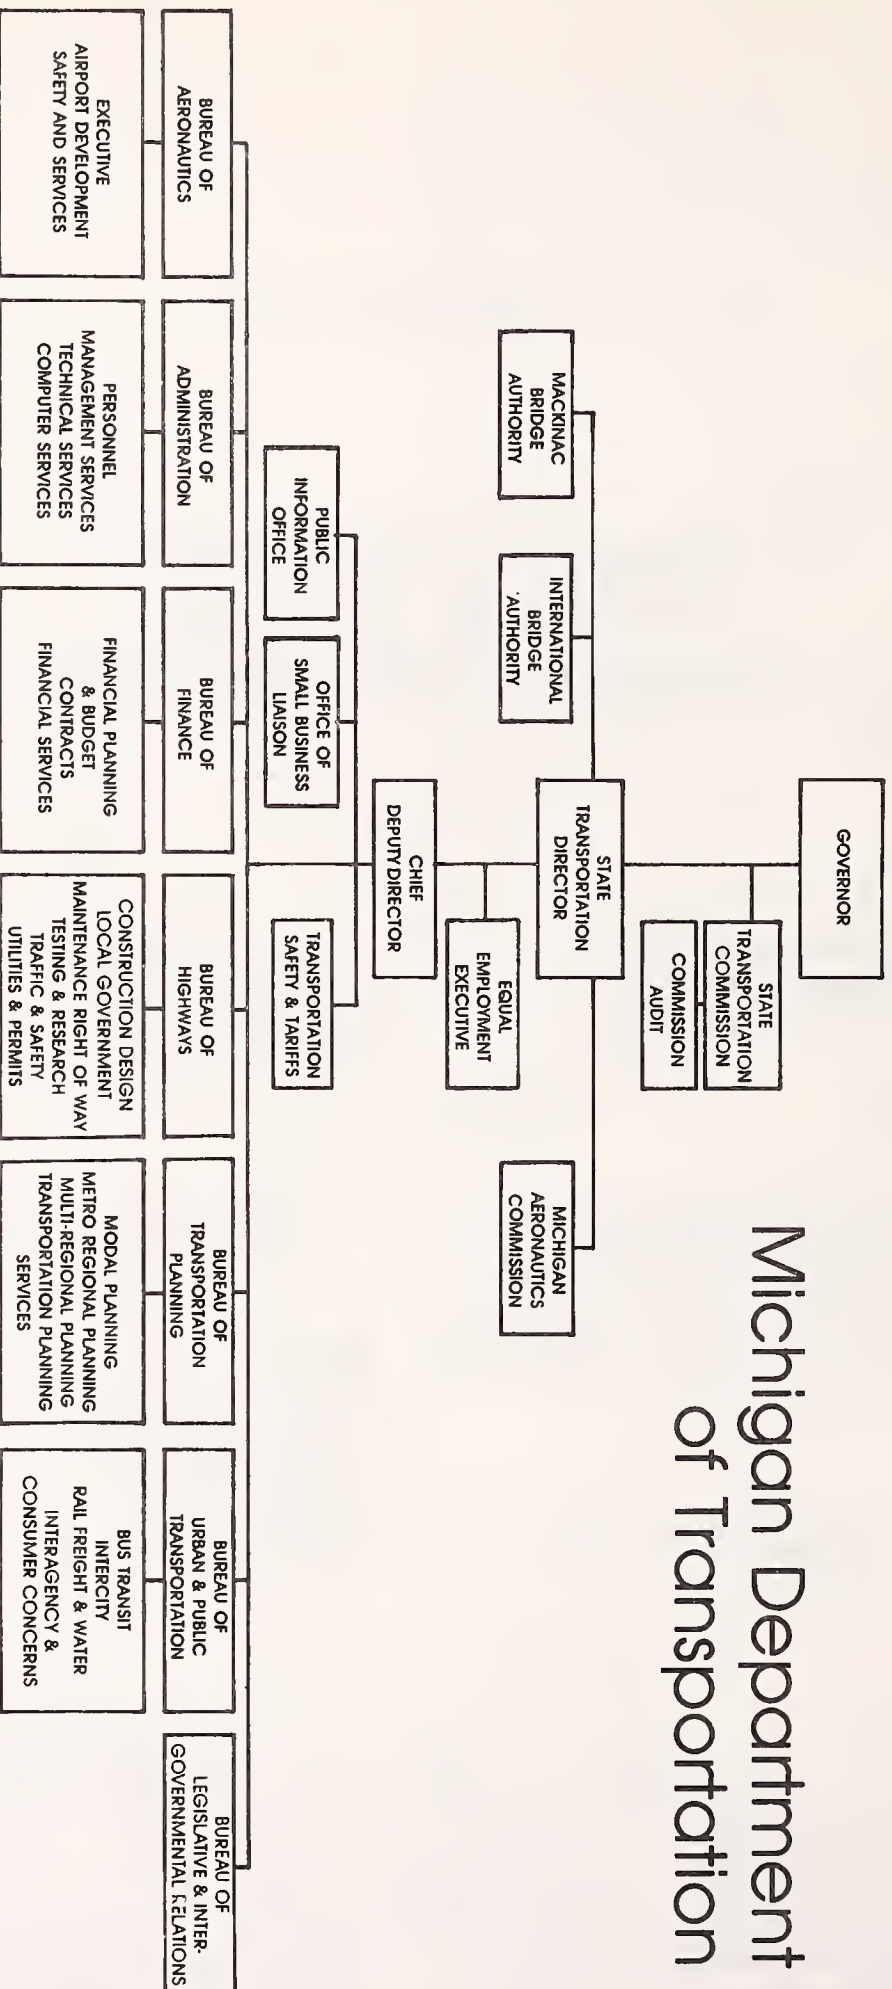 Michigan Department
of Transportation
GOVERNOR
STATE
TRANSPORTATION
COMMISSION
COMMISSION
AUDIT
STATE
TRANSPORTATION
DIRECTOR
MACKINAC
BRIDGE
AUTHORITY
INTERNATIONAL
BRIDGE
'AUTHORITY
MICHIGAN
AERONAUTICS
COMMISSION
EQUAL
EMPLOYMENT
EXECUTIVE
CHIEF
DEPUTY DIRECTOR
PUBLIC
INFORMATION
OFFICE
OFFICE OF
SMALL BUSINESS
LIAISON
TRANSPORTATION
SAFETY & TARIFFS
BUREAU OF
AERONAUTICS
BUREAU OF
ADMINISTRATION
BUREAU OF
FINANCE
BUREAU OF
HIGHWAYS
BUREAU OF
TRANSPORTATION
PLANNING
BUREAU OF
URBAN & PUBLIC
TRANSPORTATION
BUREAU OF
LEGISLATIVE & INTER-
GOVERNMENTAL RELATIONS
EXECUTIVE
AIRPORT DEVELOPMENT
SAFETY AND SERVICES
PERSONNEL
MANAGEMENT SERVICES
TECHNICAL SERVICES
COMPUTER SERVICES
FINANCIAL PLANNING
& BUDGET
CONTRACTS
FINANCIAL SERVICES
CONSTRUCTION DESIGN
LOCAL GOVERNMENT
MAINTENANCE RIGHT OF WAY
TESTING & RESEARCH
TRAFFIC & SAFETY
UTILITIES & PERMITS
MODAL PLANNING
METRO REGIONAL PLANNING
MULTI-REGIONAL PLANNING
TRANSPORTATION PLANNING
SERVICES
BUS TRANSIT
INTERCITY
RAIL FREIGHT & WATER
INTERAGENCY &
CONSUMER CONCERNS